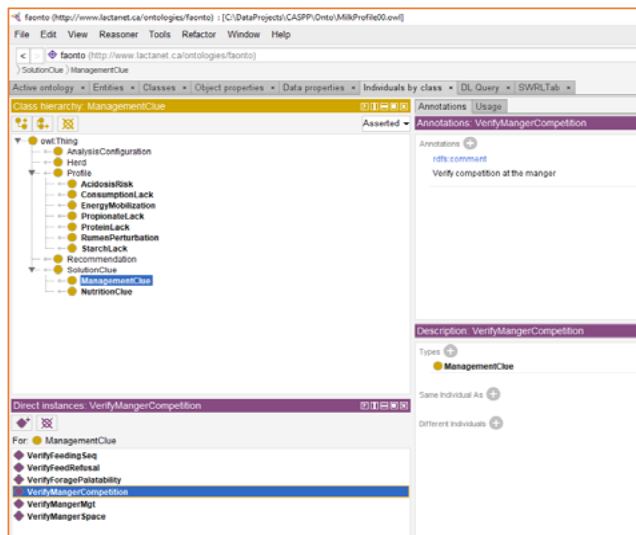 faonto (http://www.lactanet.ca/ontologies/faonto) : [C:\DataProjects\CASPP\Onto\MilkProfile00.owl]
File Edit View Reasoner Tools Refactor Window Help
< > faonto (http://www.lactanet.ca/ontologies/faonto)
SolutionClue ManagementClue
Active ontology × Entities × Classes × Object properties × Data properties × Individuals by class × DL Query × SWRLTab ×
Class hierarchy: ManagementClue
Asserted
owl:Thing
AnalysisConfiguration
Herd
Profile
AcidosisRisk
ConsumptionLack
EnergyMobilization
PropionateLack
ProteinLack
RumenPerturbation
StarchLack
Recommendation
SolutionClue
ManagementClue
NutritionClue
Direct instances: VerifyMangerCompetition
For: ManagementClue
VerifyFeedingSeq
VerifyFeedRefusal
VerifyForagePalatability
VerifyMangerCompetition
VerifyMangerMgt
VerifyMangerSpace
Annotations Usage
Annotations: VerifyMangerCompetition
Annotations
rdfs:comment
Verify competition at the manger
Description: VerifyMangerCompetition
Types
ManagementClue
Same Individual As
Different Individuals